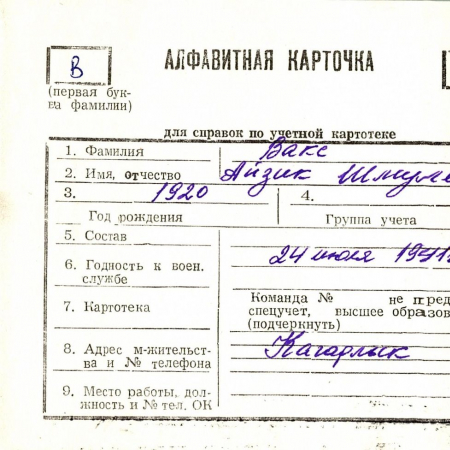 В
АЛФАВИТНАЯ КАРТОЧКА
(первая бук-
ва фамилии)
для справок по учетной картотеке
1. Фамилия Вакс
2. Имя, отчество Айзик
3. 1920 4.
Год рождения Группа учета
5. Состав
6. Годность к воен. 24 июля 1941
службе
Команда № не пред
7. Картотека спецучет, высшее образов
(подчеркнуть)
8. Адрес м-жительст- Кагарлык
ва и № телефона
9. Место работы, дол-
жность и № тел. ОК